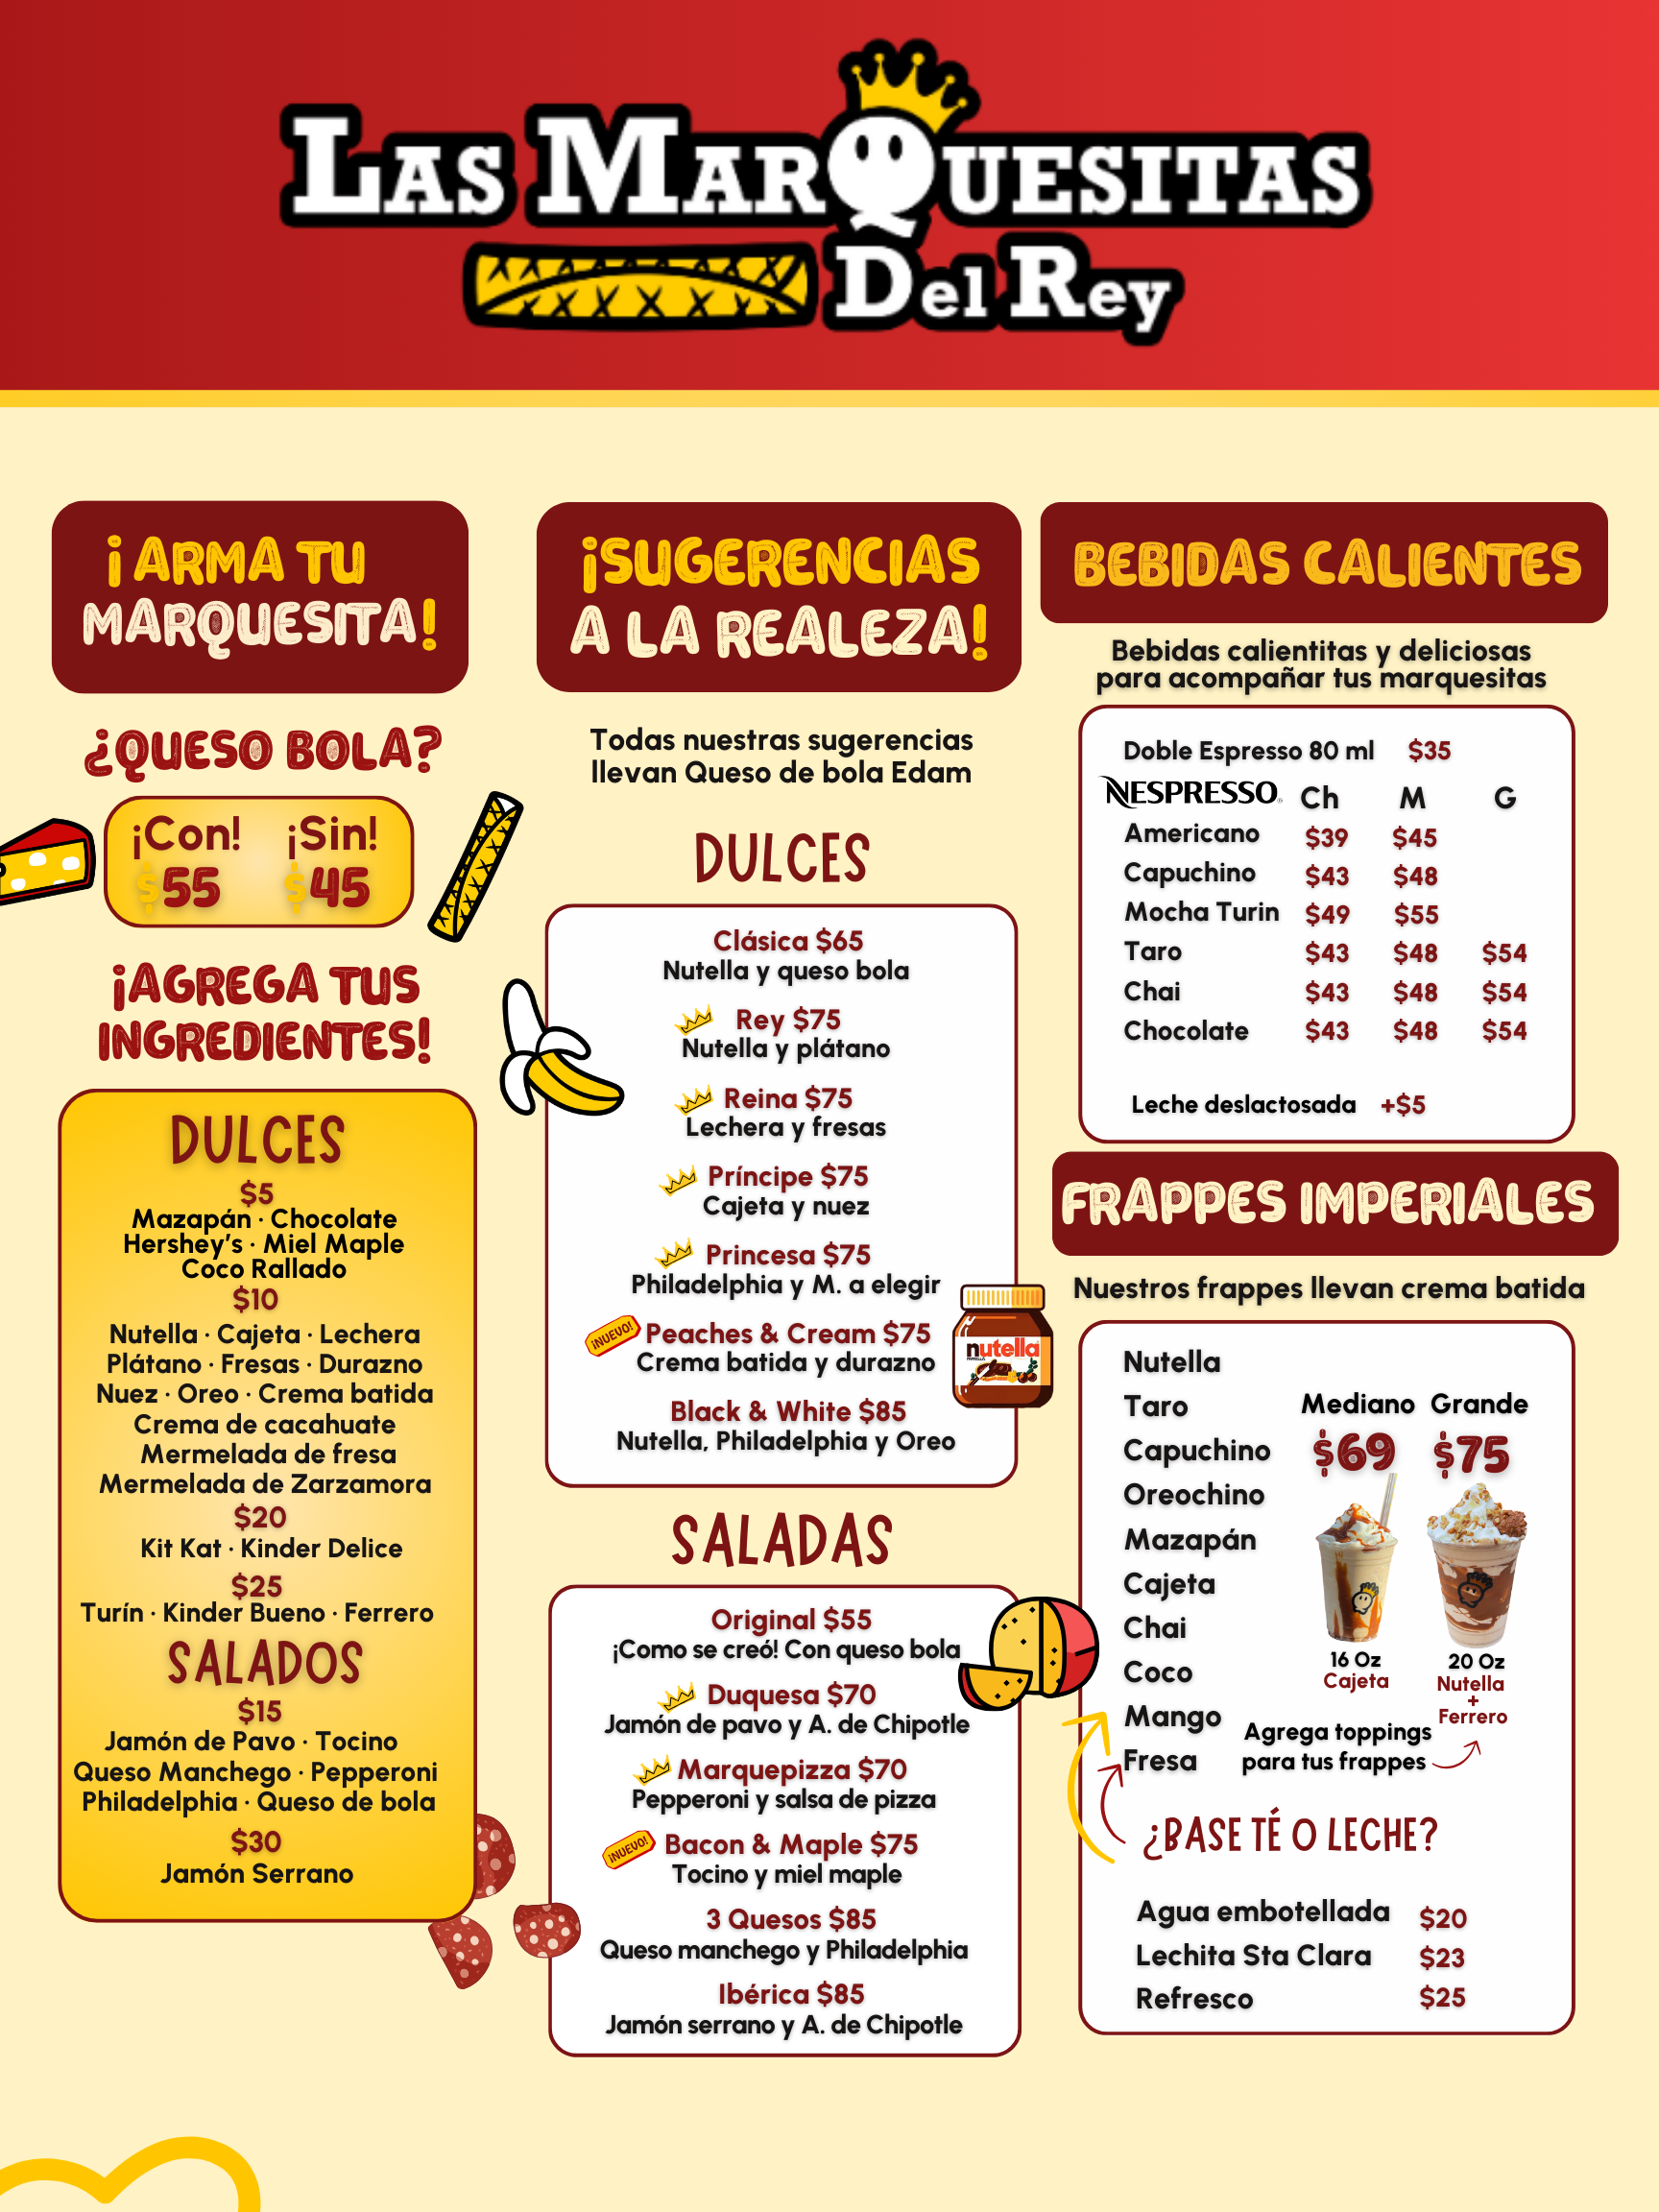 LAS MARQUESITAS
DEL REY
¡ARMA TU
MARQUESITA!
¿QUESO BOLA?
¡Con! ¡Sin!
$55 $45
¡AGREGA TUS
INGREDIENTES!
DULCES
$5
Mazapán · Chocolate
Hershey's · Miel Maple
Coco Rallado
$10
Nutella · Cajeta · Lechera
Plátano · Fresas · Durazno
Nuez · Oreo · Crema batida
Crema de cacahuate
Mermelada de fresa
Mermelada de Zarzamora
$20
Kit Kat · Kinder Delice
$25
Turín · Kinder Bueno · Ferrero
SALADOS
$15
Jamón de Pavo · Tocino
Queso Manchego · Pepperoni
Philadelphia · Queso de bola
$30
Jamón Serrano
¡SUGERENCIAS
A LA REALEZA!
Todas nuestras sugerencias
llevan Queso de bola Edam
DULCES
Clásica $65
Nutella y queso bola
Rey $75
Nutella y plátano
Reina $75
Lechera y fresas
Príncipe $75
Cajeta y nuez
Princesa $75
Philadelphia y M. a elegir
¡NUEVO! Peaches & Cream $75
Crema batida y durazno
Black & White $85
Nutella, Philadelphia y Oreo
nutella
SALADAS
Original $55
¡Como se creó! Con queso bola
Duquesa $70
Jamón de pavo y A. de Chipotle
Marquepizza $70
Pepperoni y salsa de pizza
¡NUEVO! Bacon & Maple $75
Tocino y miel maple
3 Quesos $85
Queso manchego y Philadelphia
Ibérica $85
Jamón serrano y A. de Chipotle
BEBIDAS CALIENTES
Bebidas calientitas y deliciosas
para acompañar tus marquesitas
Doble Espresso 80 ml $35
NESPRESSO Ch M G
Americano $39 $45
Capuchino $43 $48
Mocha Turin $49 $55
Taro $43 $48 $54
Chai $43 $48 $54
Chocolate $43 $48 $54
Leche deslactosada +$5
FRAPPES IMPERIALES
Nuestros frappes llevan crema batida
Nutella
Taro
Capuchino
Oreochino
Mazapán
Cajeta
Chai
Coco
Mango
Fresa
Mediano Grande
$69 $75
16 Oz 20 Oz
Cajeta Nutella
+
Ferrero
Agrega toppings
para tus frappes
¿BASE TÉ O LECHE?
Agua embotellada $20
Lechita Sta Clara $23
Refresco $25